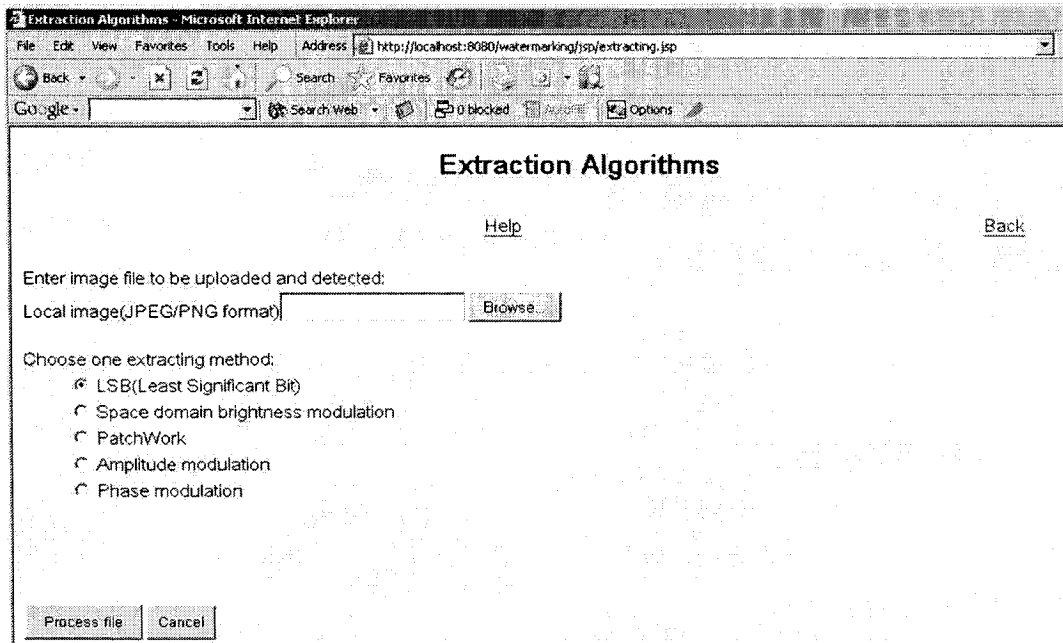 Extraction Algorithms - Microsoft Internet Explorer
File Edit View Favorites Tools Help Address http://localhost:8080/watermarking/jsp/extracting.jsp
Back Search Favorites
Google Search Web 0 blocked Options
Extraction Algorithms
Help Back
Enter image file to be uploaded and detected:
Local image(JPEG/PNG format) Browse...
Choose one extracting method:
LSB(Least Significant Bit)
Space domain brightness modulation
PatchWork
Amplitude modulation
Phase modulation
Process file Cancel